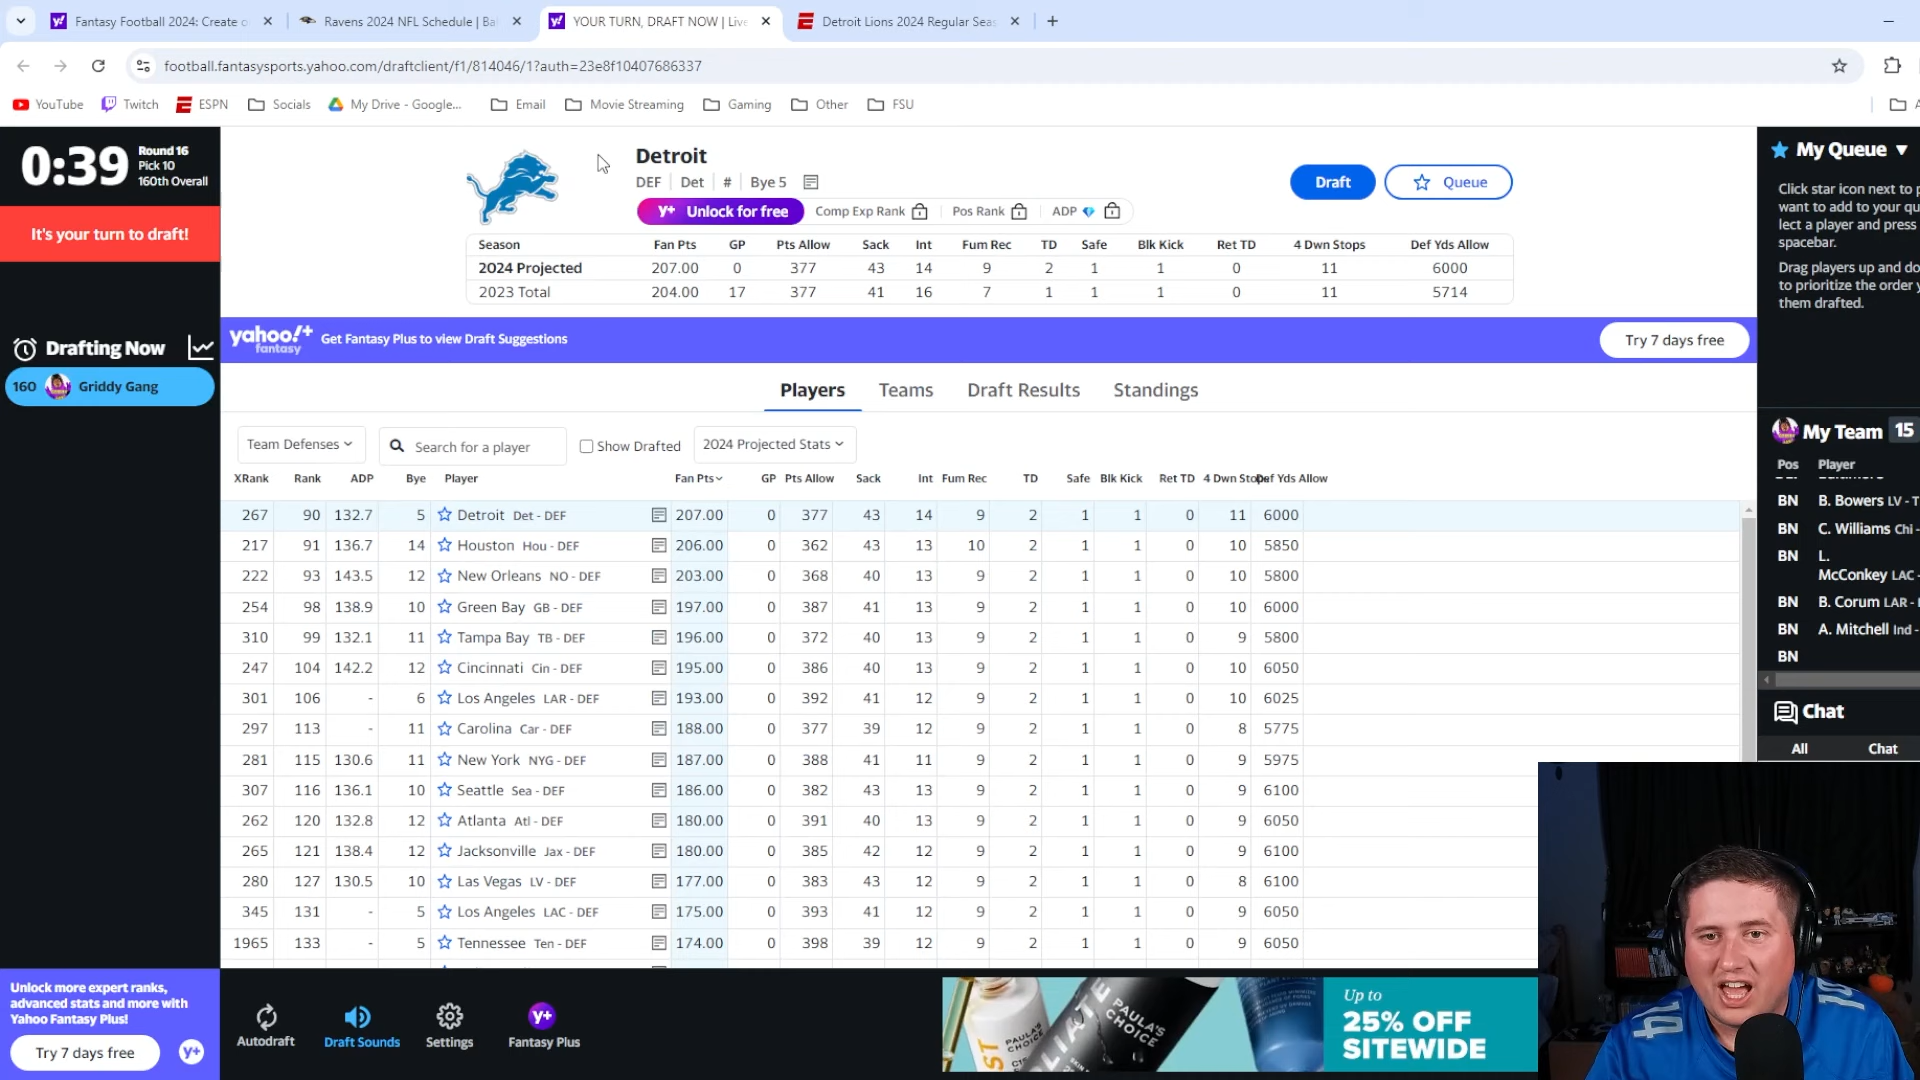 Fantasy Football 2024: Create o
Ravens 2024 NFL Schedule | Bal
YOUR TURN, DRAFT NOW | Live
Detroit Lions 2024 Regular Seas
football.fantasysports.yahoo.com/draftclient/f1/814046/1?auth=23e8f10407686337
YouTube Twitch ESPN Socials My Drive - Google... Email Movie Streaming Gaming Other FSU
0:39
Round 16
Pick 10
160th Overall
It's your turn to draft!
Drafting Now
160 Griddy Gang
Detroit
DEF Det # Bye 5
Y+ Unlock for free Comp Exp Rank Pos Rank ADP
Draft
Queue
Season Fan Pts GP Pts Allow Sack Int Fum Rec TD Safe Blk Kick Ret TD 4 Dwn Stops Def Yds Allow
2024 Projected 207.00 0 377 43 14 9 2 1 1 0 11 6000
2023 Total 204.00 17 377 41 16 7 1 1 1 0 11 5714
yahoo!+
fantasy
Get Fantasy Plus to view Draft Suggestions
Try 7 days free
Players Teams Draft Results Standings
Team Defenses Search for a player Show Drafted 2024 Projected Stats
XRank Rank ADP Bye Player Fan Pts GP Pts Allow Sack Int Fum Rec TD Safe Blk Kick Ret TD 4 Dwn Stops Def Yds Allow
267 90 132.7 5 Detroit Det - DEF 207.00 0 377 43 14 9 2 1 1 0 11 6000
217 91 136.7 14 Houston Hou - DEF 206.00 0 362 43 13 10 2 1 1 0 10 5850
222 93 143.5 12 New Orleans NO - DEF 203.00 0 368 40 13 9 2 1 1 0 10 5800
254 98 138.9 10 Green Bay GB - DEF 197.00 0 387 41 13 9 2 1 1 0 10 6000
310 99 132.1 11 Tampa Bay TB - DEF 196.00 0 372 40 13 9 2 1 1 0 9 5800
247 104 142.2 12 Cincinnati Cin - DEF 195.00 0 386 40 13 9 2 1 1 0 10 6050
301 106 - 6 Los Angeles LAR - DEF 193.00 0 392 41 12 9 2 1 1 0 10 6025
297 113 - 11 Carolina Car - DEF 188.00 0 377 39 12 9 2 1 1 0 8 5775
281 115 130.6 11 New York NYG - DEF 187.00 0 388 41 11 9 2 1 1 0 9 5975
307 116 136.1 10 Seattle Sea - DEF 186.00 0 382 43 13 9 2 1 1 0 9 6100
262 120 132.8 12 Atlanta Atl - DEF 180.00 0 391 40 13 9 2 1 1 0 9 6050
265 121 138.4 12 Jacksonville Jax - DEF 180.00 0 385 42 12 9 2 1 1 0 9 6100
280 127 130.5 10 Las Vegas LV - DEF 177.00 0 383 43 12 9 2 1 1 0 8 6100
345 131 - 5 Los Angeles LAC - DEF 175.00 0 393 41 12 9 2 1 1 0 9 6050
1965 133 - 5 Tennessee Ten - DEF 174.00 0 398 39 12 9 2 1 1 0 9 6050
My Queue
Click star icon next to p
want to add to your qu
lect a player and press
spacebar.
Drag players up and do
to prioritize the order y
them drafted.
My Team 15
Pos Player
BN B. Bowers LV - T
BN C. Williams Chi -
BN L.
McConkey LAC -
BN B. Corum LAR -
BN A. Mitchell Ind -
BN
Chat
All Chat
Unlock more expert ranks,
advanced stats and more with
Yahoo Fantasy Plus!
Try 7 days free
y+
Autodraft
Draft Sounds
Settings
y+
Fantasy Plus
PAULA'S
CHOICE
PAULA'S
CHOICE
Up to
25% OFF
SITEWIDE
14